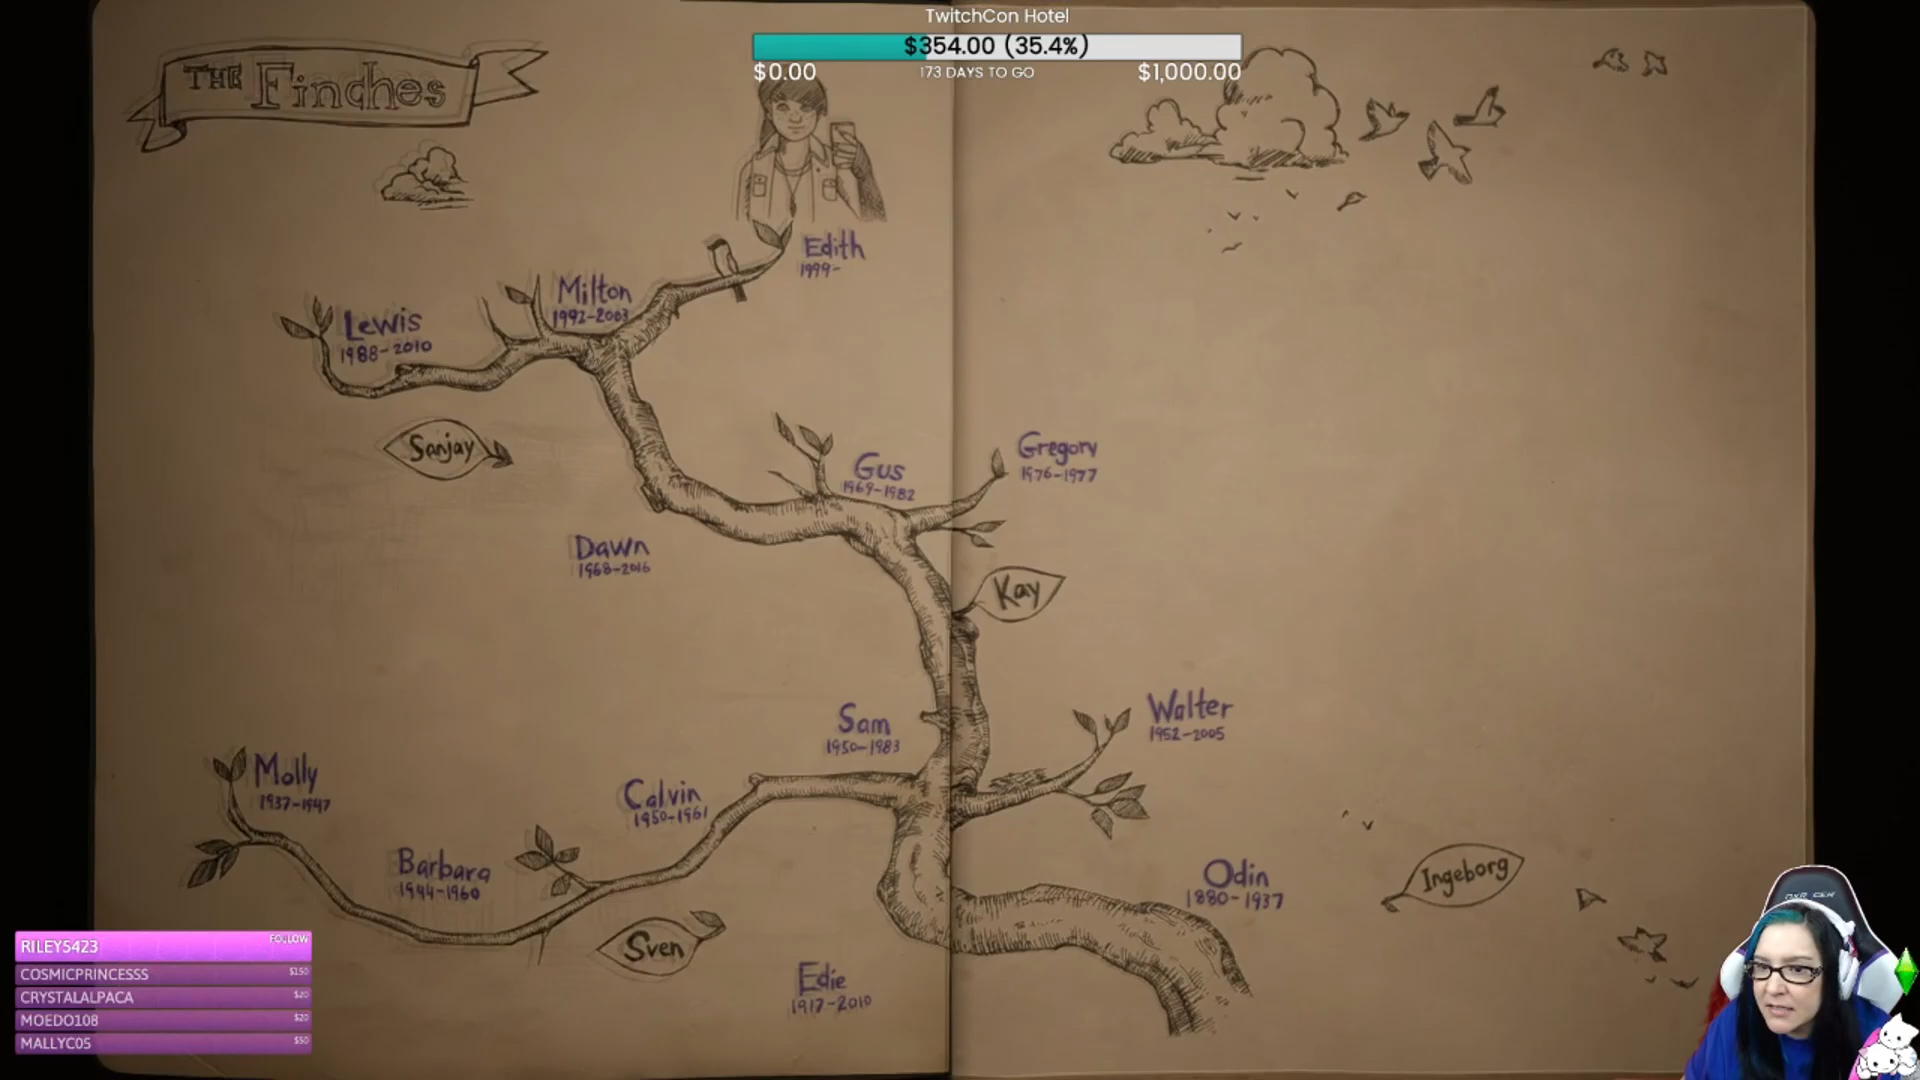 TwitchCon Hotel
$354.00 (35.4%)
$0.00
173 DAYS TO GO
$1,000.00
THE Finches
Edith
1999-
Milton
1992-2003
Lewis
1988-2010
Sanjay
Gus
1969-1982
Gregory
1976-1977
Dawn
1968-2016
Kay
Sam
1950-1983
Walter
1952-2005
Molly
1937-1947
Calvin
1950-1961
Barbara
1944-1960
Odin
1880-1937
Ingeborg
Sven
Edie
1917-2010
RILEY5423
FOLLOW
COSMICPRINCESSS
$150
CRYSTALALPACA
$20
MOEDO108
$20
MALLYC05
$50